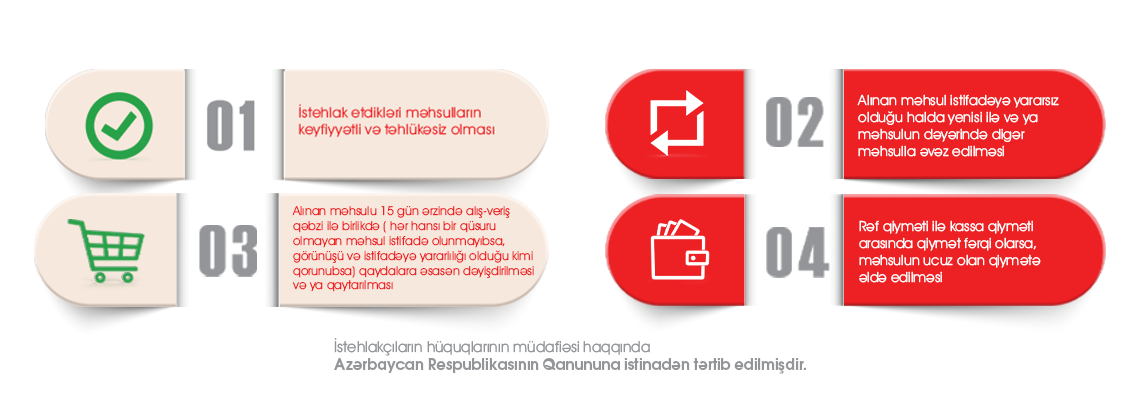 01
İstehlak etdikləri məhsulların
keyfiyyətli və təhlükəsiz olması
02
Alınan məhsul istifadəyə yararsız
olduğu halda yenisi ilə və ya
məhsulun dəyərində digər
məhsulla əvəz edilməsi
03
Alınan məhsulu 15 gün ərzində alış-veriş
qəbzi ilə birlikdə ( hər hansı bir qüsuru
olmayan məhsul istifadə olunmayıbsa,
görünüşü və istifadəyə yararlılığı olduğu kimi
qorunubsa) qaydalara əsasən dəyişdirilməsi
və ya qaytarılması
04
Rəf qiyməti ilə kassa qiyməti
arasında qiymət fərqi olarsa,
məhsulun ucuz olan qiymətə
əldə edilməsi
İstehlakçıların hüquqlarının müdafiəsi haqqında
Azərbaycan Respublikasının Qanununa istinadən tərtib edilmişdir.